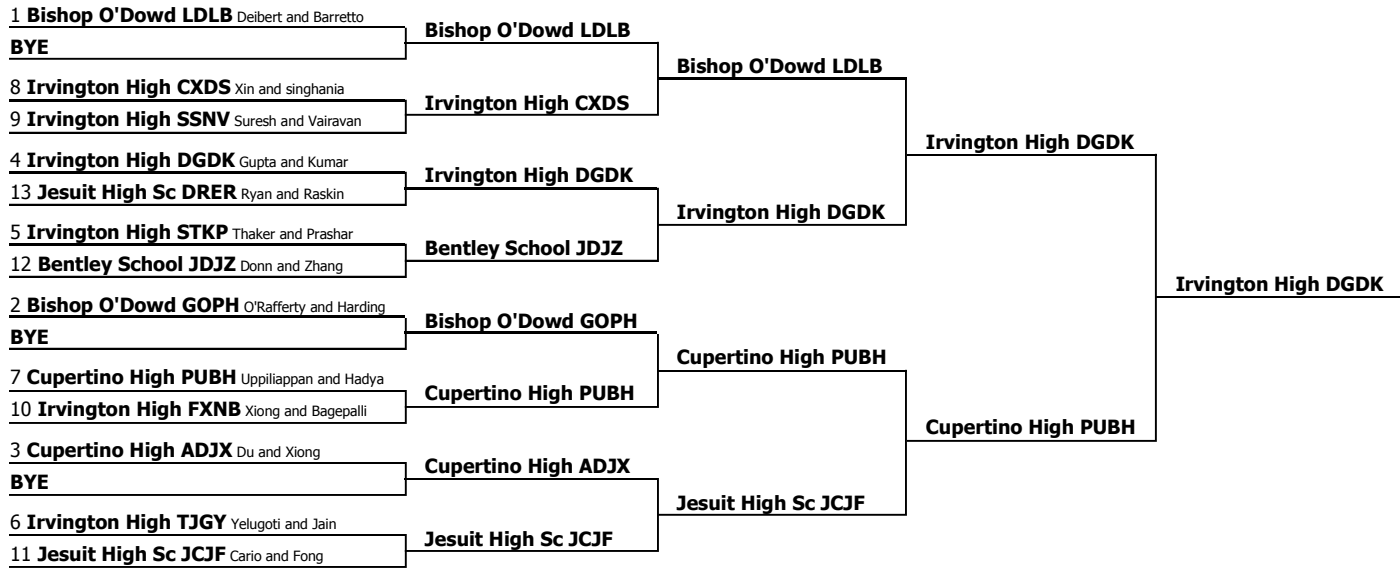 1 Bishop O'Dowd LDLB Deibert and Barretto
BYE
8 Irvington High CXDS Xin and singhania
9 Irvington High SSNV Suresh and Vairavan
4 Irvington High DGDK Gupta and Kumar
13 Jesuit High Sc DRER Ryan and Raskin
5 Irvington High STKP Thaker and Prashar
12 Bentley School JDJZ Donn and Zhang
2 Bishop O'Dowd GOPH O'Rafferty and Harding
BYE
7 Cupertino High PUBH Uppiliappan and Hadya
10 Irvington High FXNB Xiong and Bagepalli
3 Cupertino High ADJX Du and Xiong
BYE
6 Irvington High TJGY Yelugoti and Jain
11 Jesuit High Sc JCJF Cario and Fong
Bishop O'Dowd LDLB
Irvington High CXDS
Irvington High DGDK
Bentley School JDJZ
Bishop O'Dowd GOPH
Cupertino High PUBH
Cupertino High ADJX
Jesuit High Sc JCJF
Bishop O'Dowd LDLB
Irvington High DGDK
Cupertino High PUBH
Jesuit High Sc JCJF
Irvington High DGDK
Cupertino High PUBH
Irvington High DGDK